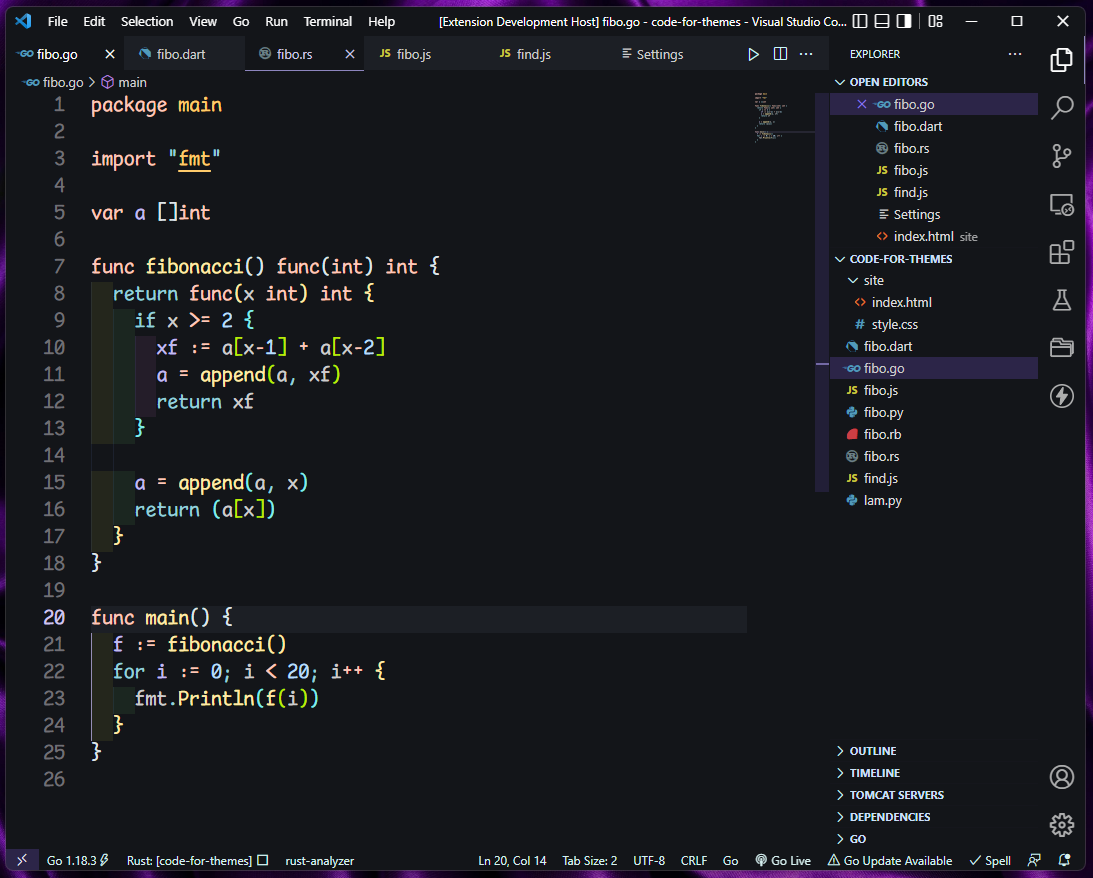 File Edit Selection View Go Run Terminal Help [Extension Development Host] fibo.go - code-for-themes - Visual Studio Co...
fibo.go fibo.dart fibo.rs JS fibo.js JS find.js Settings
fibo.go > main
1 package main
2
3 import "fmt"
4
5 var a []int
6
7 func fibonacci() func(int) int {
8 return func(x int) int {
9 if x >= 2 {
10 xf := a[x-1] + a[x-2]
11 a = append(a, xf)
12 return xf
13 }
14
15 a = append(a, x)
16 return (a[x])
17 }
18 }
19
20 func main() {
21 f := fibonacci()
22 for i := 0; i < 20; i++ {
23 fmt.Println(f(i))
24 }
25 }
26
EXPLORER
OPEN EDITORS
GO fibo.go
fibo.dart
fibo.rs
JS fibo.js
JS find.js
Settings
<> index.html site
CODE-FOR-THEMES
site
<> index.html
# style.css
fibo.dart
GO fibo.go
JS fibo.js
fibo.py
fibo.rb
fibo.rs
JS find.js
lam.py
OUTLINE
TIMELINE
TOMCAT SERVERS
DEPENDENCIES
GO
Go 1.18.3 Rust: [code-for-themes] rust-analyzer Ln 20, Col 14 Tab Size: 2 UTF-8 CRLF Go Go Live Go Update Available Spell